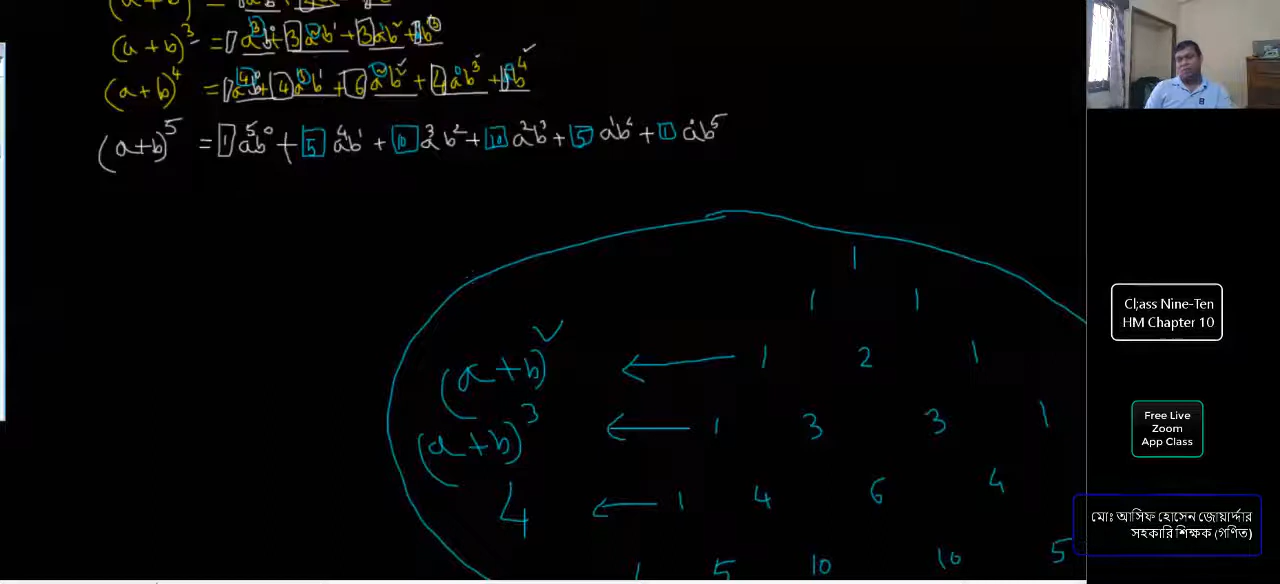 (a+b)³ = 1a³b⁰ + 3a²b¹ + 3a¹b² + 1a⁰b³
(a+b)⁴ = 1a⁴b⁰ + 4a³b¹ + 6a²b² + 4a¹b³ + 1a⁰b⁴
(a+b)⁵ = 1a⁵b⁰ + 5a⁴b¹ + 10a³b² + 10a²b³ + 5a¹b⁴ + 1a⁰b⁵
1
1 1
(a+b)² ← 1 2 1
(a+b)³ ← 1 3 3 1
4 ← 1 4 6 4
1 5 10 10 5
Cl;ass Nine-Ten
HM Chapter 10
Free Live
Zoom
App Class
মোঃ আসিফ হোসেন জোয়ার্দ্দার
সহকারি শিক্ষক (গণিত)